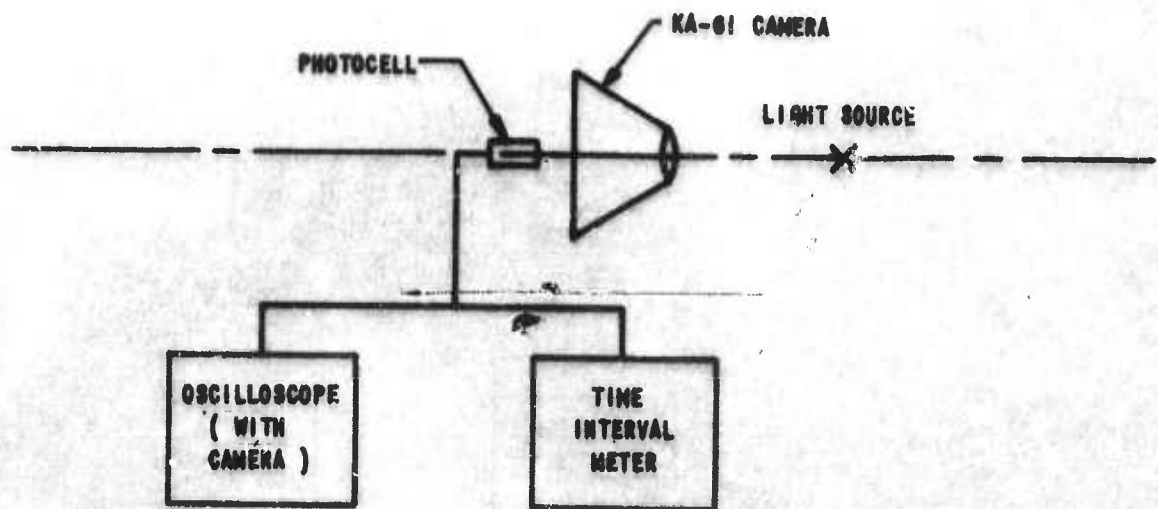 KA-61 CAMERA
PHOTOCELL
LIGHT SOURCE
OSCILLOSCOPE
( WITH
CAMERA )
TIME
INTERVAL
METER